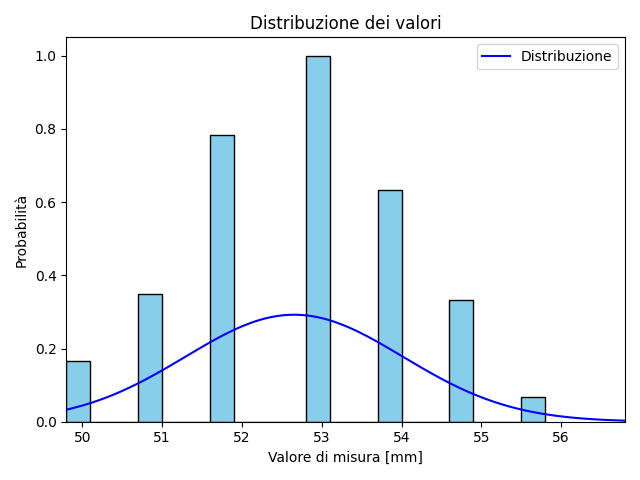 Distribuzione dei valori
Distribuzione
Probabilità
1.0
0.8
0.6
0.4
0.2
0.0
50 51 52 53 54 55 56
Valore di misura [mm]